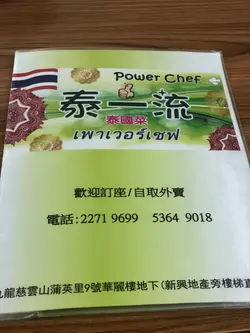 Power Chef
泰一流
泰國菜
เพาเวอร์เชฟ
歡迎訂座/自取外賣
電話:2271 9699 5364 9018
九龍慈雲山蒲英里9號華麗樓地下(新興地產旁樓梯直